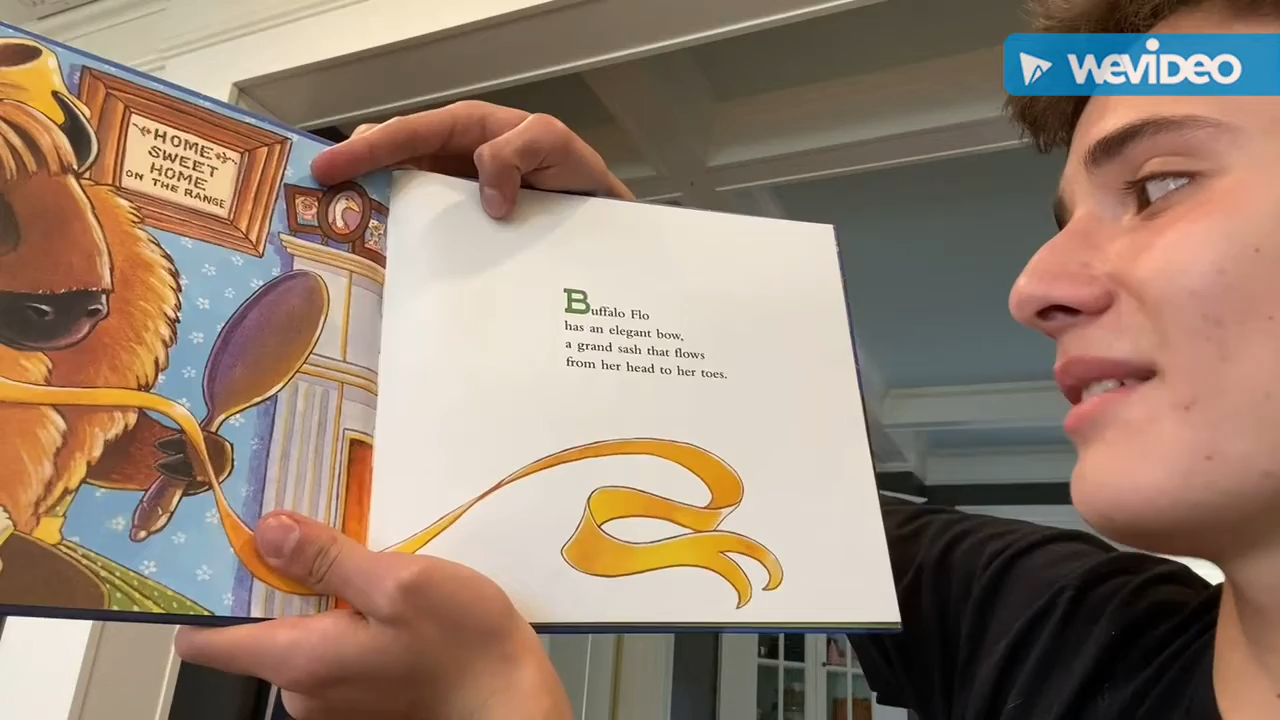 WEVIDEO
HOME
SWEET
HOME
ON THE RANGE
Buffalo Flo
has an elegant bow,
a grand sash that flows
from her head to her toes.